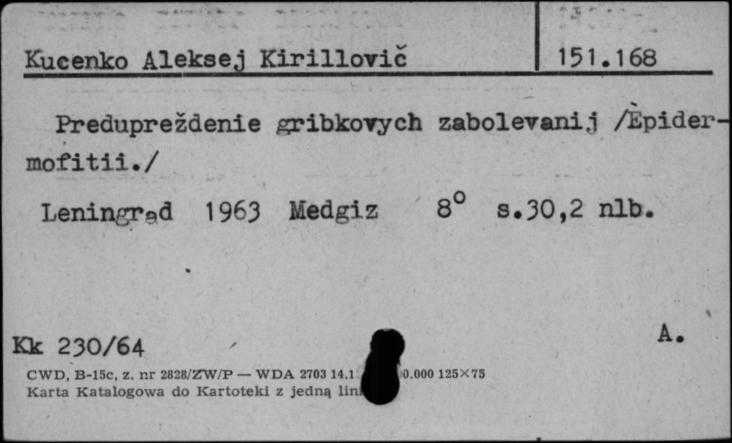 Kucenko Aleksej Kirillovič
151.168
Predupreždenie gribkovych zabolevanij /Èpider-
mofitii./
Leningrad 1963 Medgiz 8° s.30,2 nlb.
A.
Kk 230/64
CWD, B-15c, z. nr 2828/ZW/P — WDA 2703 14.1 0.000 125×75
Karta Katalogowa do Kartoteki z jedną